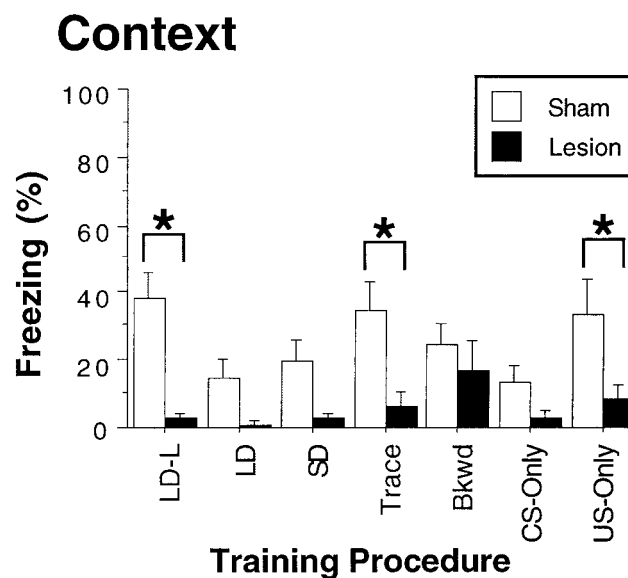 Context
Sham
Lesion
Freezing (%)
100
80
60
40
20
0
*
*
*
LD-L
LD
SD
Trace
Bkwd
CS-Only
US-Only
Training Procedure